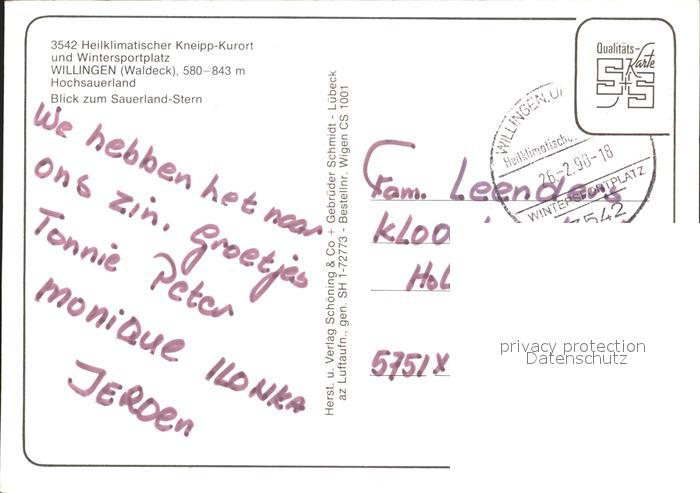 3542 Heilklimatischer Kneipp-Kurort
und Wintersportplatz
WILLINGEN (Waldeck), 580–843 m
Hochsauerland
Blick zum Sauerland-Stern
We hebben het naar
ons zin. Groetjes
Tonnie Peter
Monique ILONKA
JEROEN
Herst. u. Verlag Schöning & Co + Gebrüder Schmidt - Lübeck
az Luftaufn., gen. SH 1-72773 - Bestellnr. Wigen CS 1001
Qualitäts-
Karte
S+S
WILLINGEN, U
Heilklimatisch
26.-2.90-18
WINTERSPORTPLATZ
3542
Fam. Leenders
Kloo
Hol
5751X
privacy protection
Datenschutz